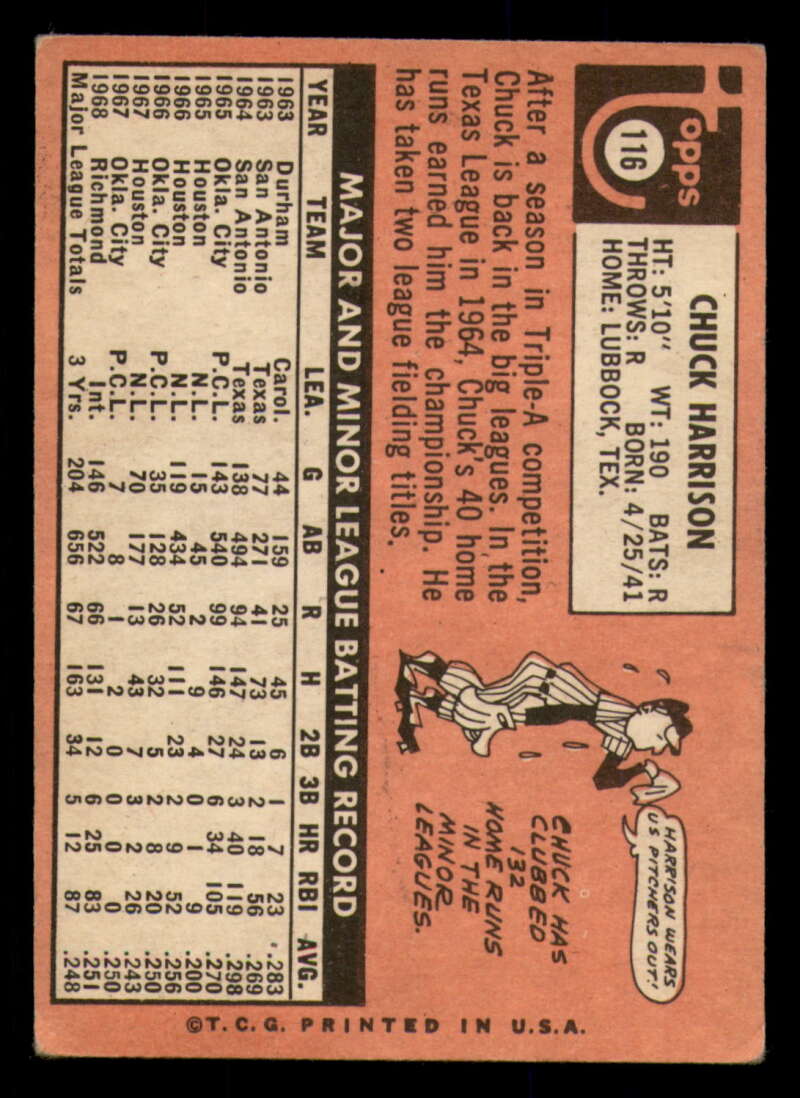 Topps
116
CHUCK HARRISON
HT: 5'10" WT: 190 BATS: R
THROWS: R BORN: 4/25/41
HOME: LUBBOCK, TEX.
After a season in Triple-A competition,
Chuck is back in the big leagues. In the
Texas League in 1964, Chuck's 40 home
runs earned him the championship. He
has taken two league fielding titles.
HARRISON WEARS
US PITCHERS OUT!
CHUCK HAS
CLUBBED
132
HOME RUNS
IN THE
MINOR
LEAGUES.
MAJOR AND MINOR LEAGUE BATTING RECORD
YEAR TEAM LEA. G AB R H 2B 3B HR RBI AVG.
1963 Durham Carol. 44 159 25 45 6 1 7 23 .283
1963 San Antonio Texas 77 271 41 73 13 2 18 56 .269
1964 San Antonio Texas 138 494 94 147 24 3 40 119 .298
1965 Okla. City P.C.L. 143 540 99 146 27 6 34 105 .270
1965 Houston N.L. 15 45 2 9 4 0 1 9 .200
1966 Houston N.L. 119 434 52 111 23 2 9 52 .256
1966 Okla. City P.C.L. 35 128 26 32 5 2 8 20 .250
1967 Houston N.L. 70 177 13 43 7 3 2 26 .243
1967 Okla. City P.C.L. 7 8 1 2 0 0 0 0 .250
1968 Richmond Int. 146 522 66 131 12 6 25 83 .251
Major League Totals 3 Yrs. 204 656 67 163 34 5 12 87 .248
©T.C.G. PRINTED IN U.S.A.